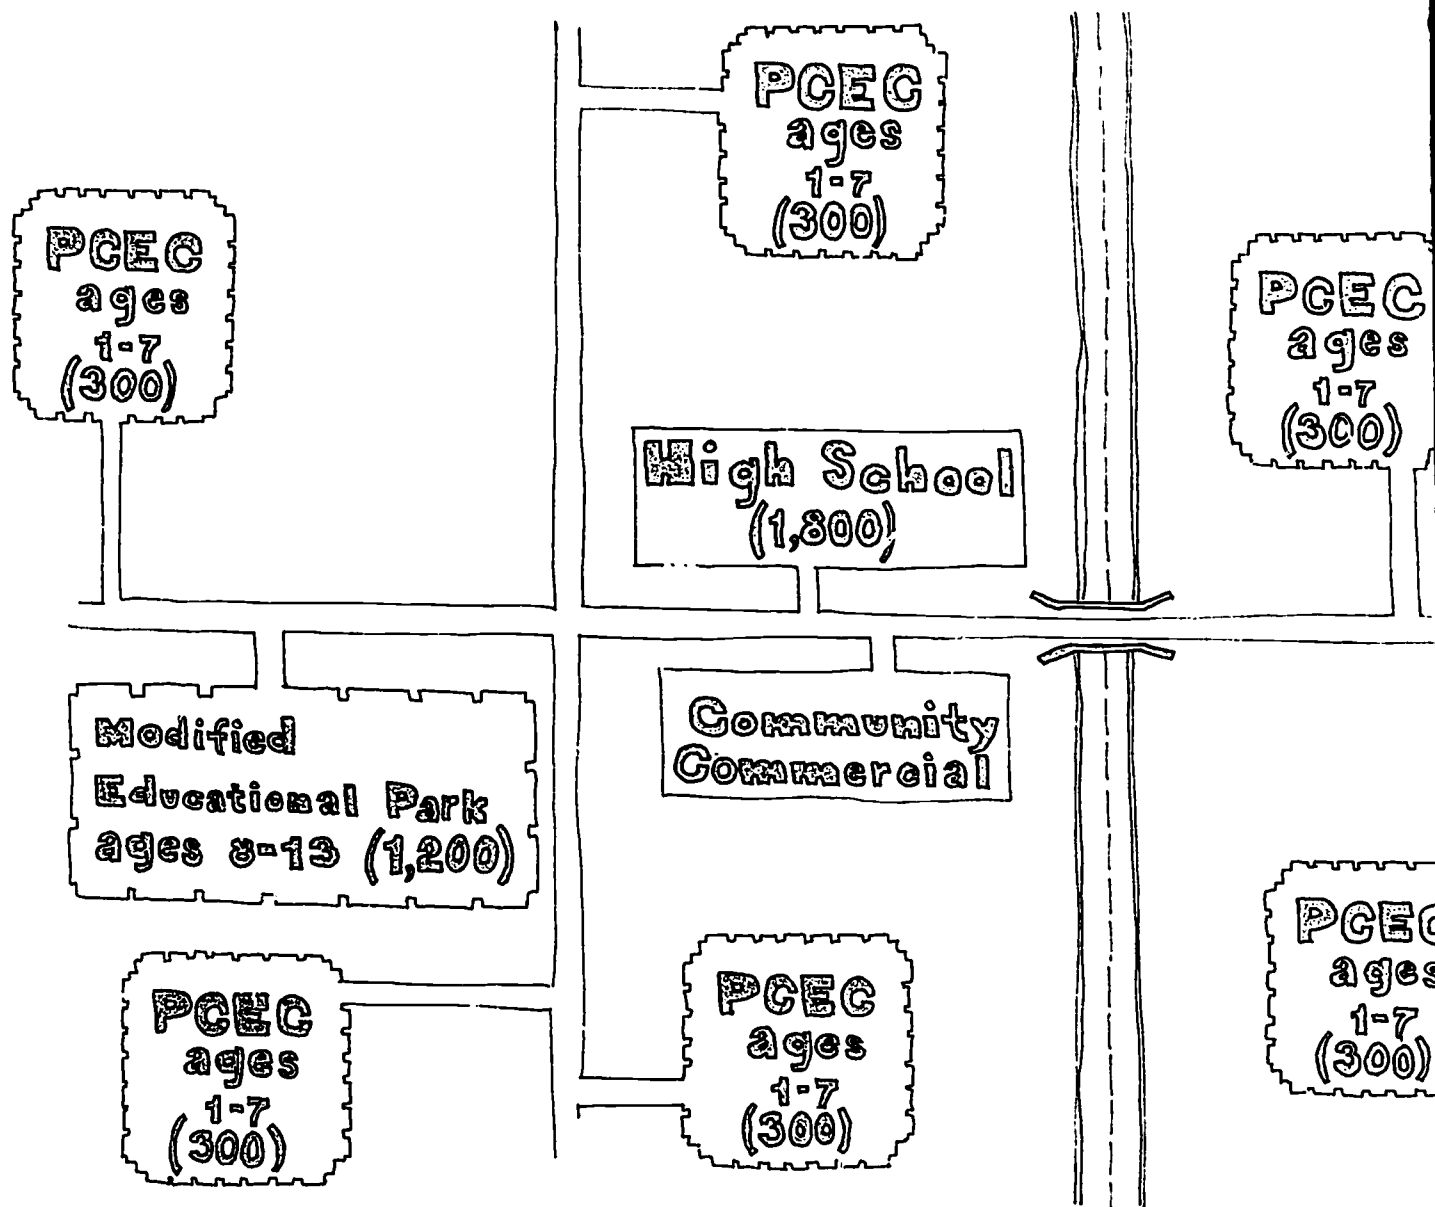 PCEC
ages
1-7
(300)
PCEC
ages
1-7
(300)
PCEC
ages
1-7
(300)
High School
(1,800)
Modified
Educational Park
ages 8-13 (1,200)
Community
Commercial
PCEC
ages
1-7
(300)
PCEC
ages
1-7
(300)
PCEC
ages
1-7
(300)